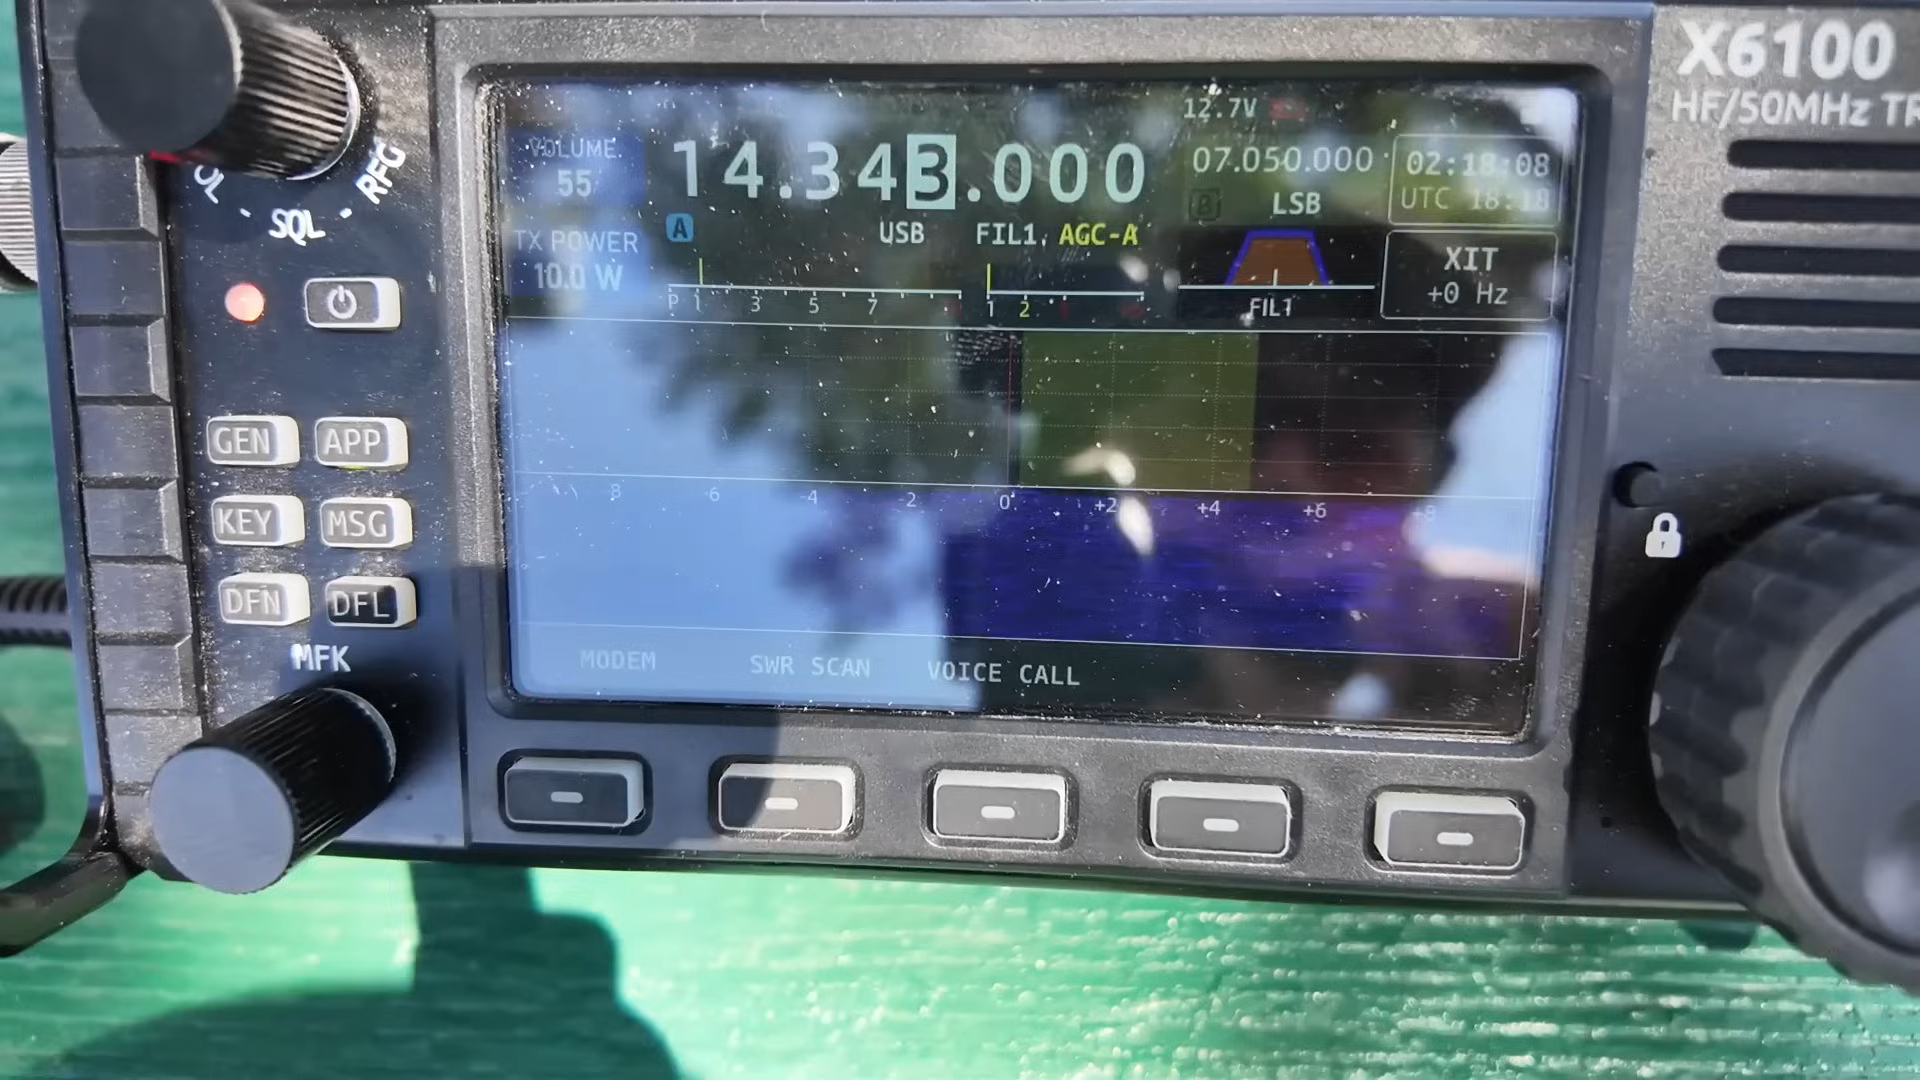 X6100
HF/50MHz TR
12.7V
VOLUME
55
14.343.000
07.050.000
02:18:08
UTC 18:18
A
USB
FIL1
AGC-A
B
LSB
TX POWER
10.0 W
XIT
+0 Hz
P 1 3 5 7
1 2
FIL1
8 6 4 2 0 +2 +4 +6 +8
MODEM
SWR SCAN
VOICE CALL
SQL
RFG
GEN
APP
KEY
MSG
DFN
DFL
MFK